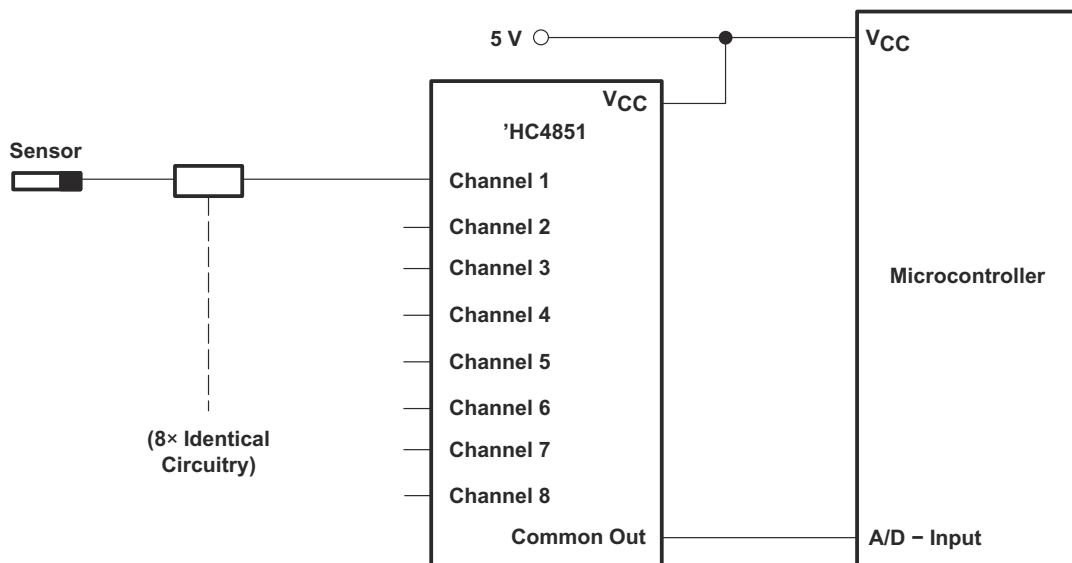 5 V
VCC
VCC
'HC4851
Sensor
Channel 1
Channel 2
Channel 3
Microcontroller
Channel 4
Channel 5
Channel 6
(8× Identical
Circuitry)
Channel 7
Channel 8
Common Out
A/D − Input